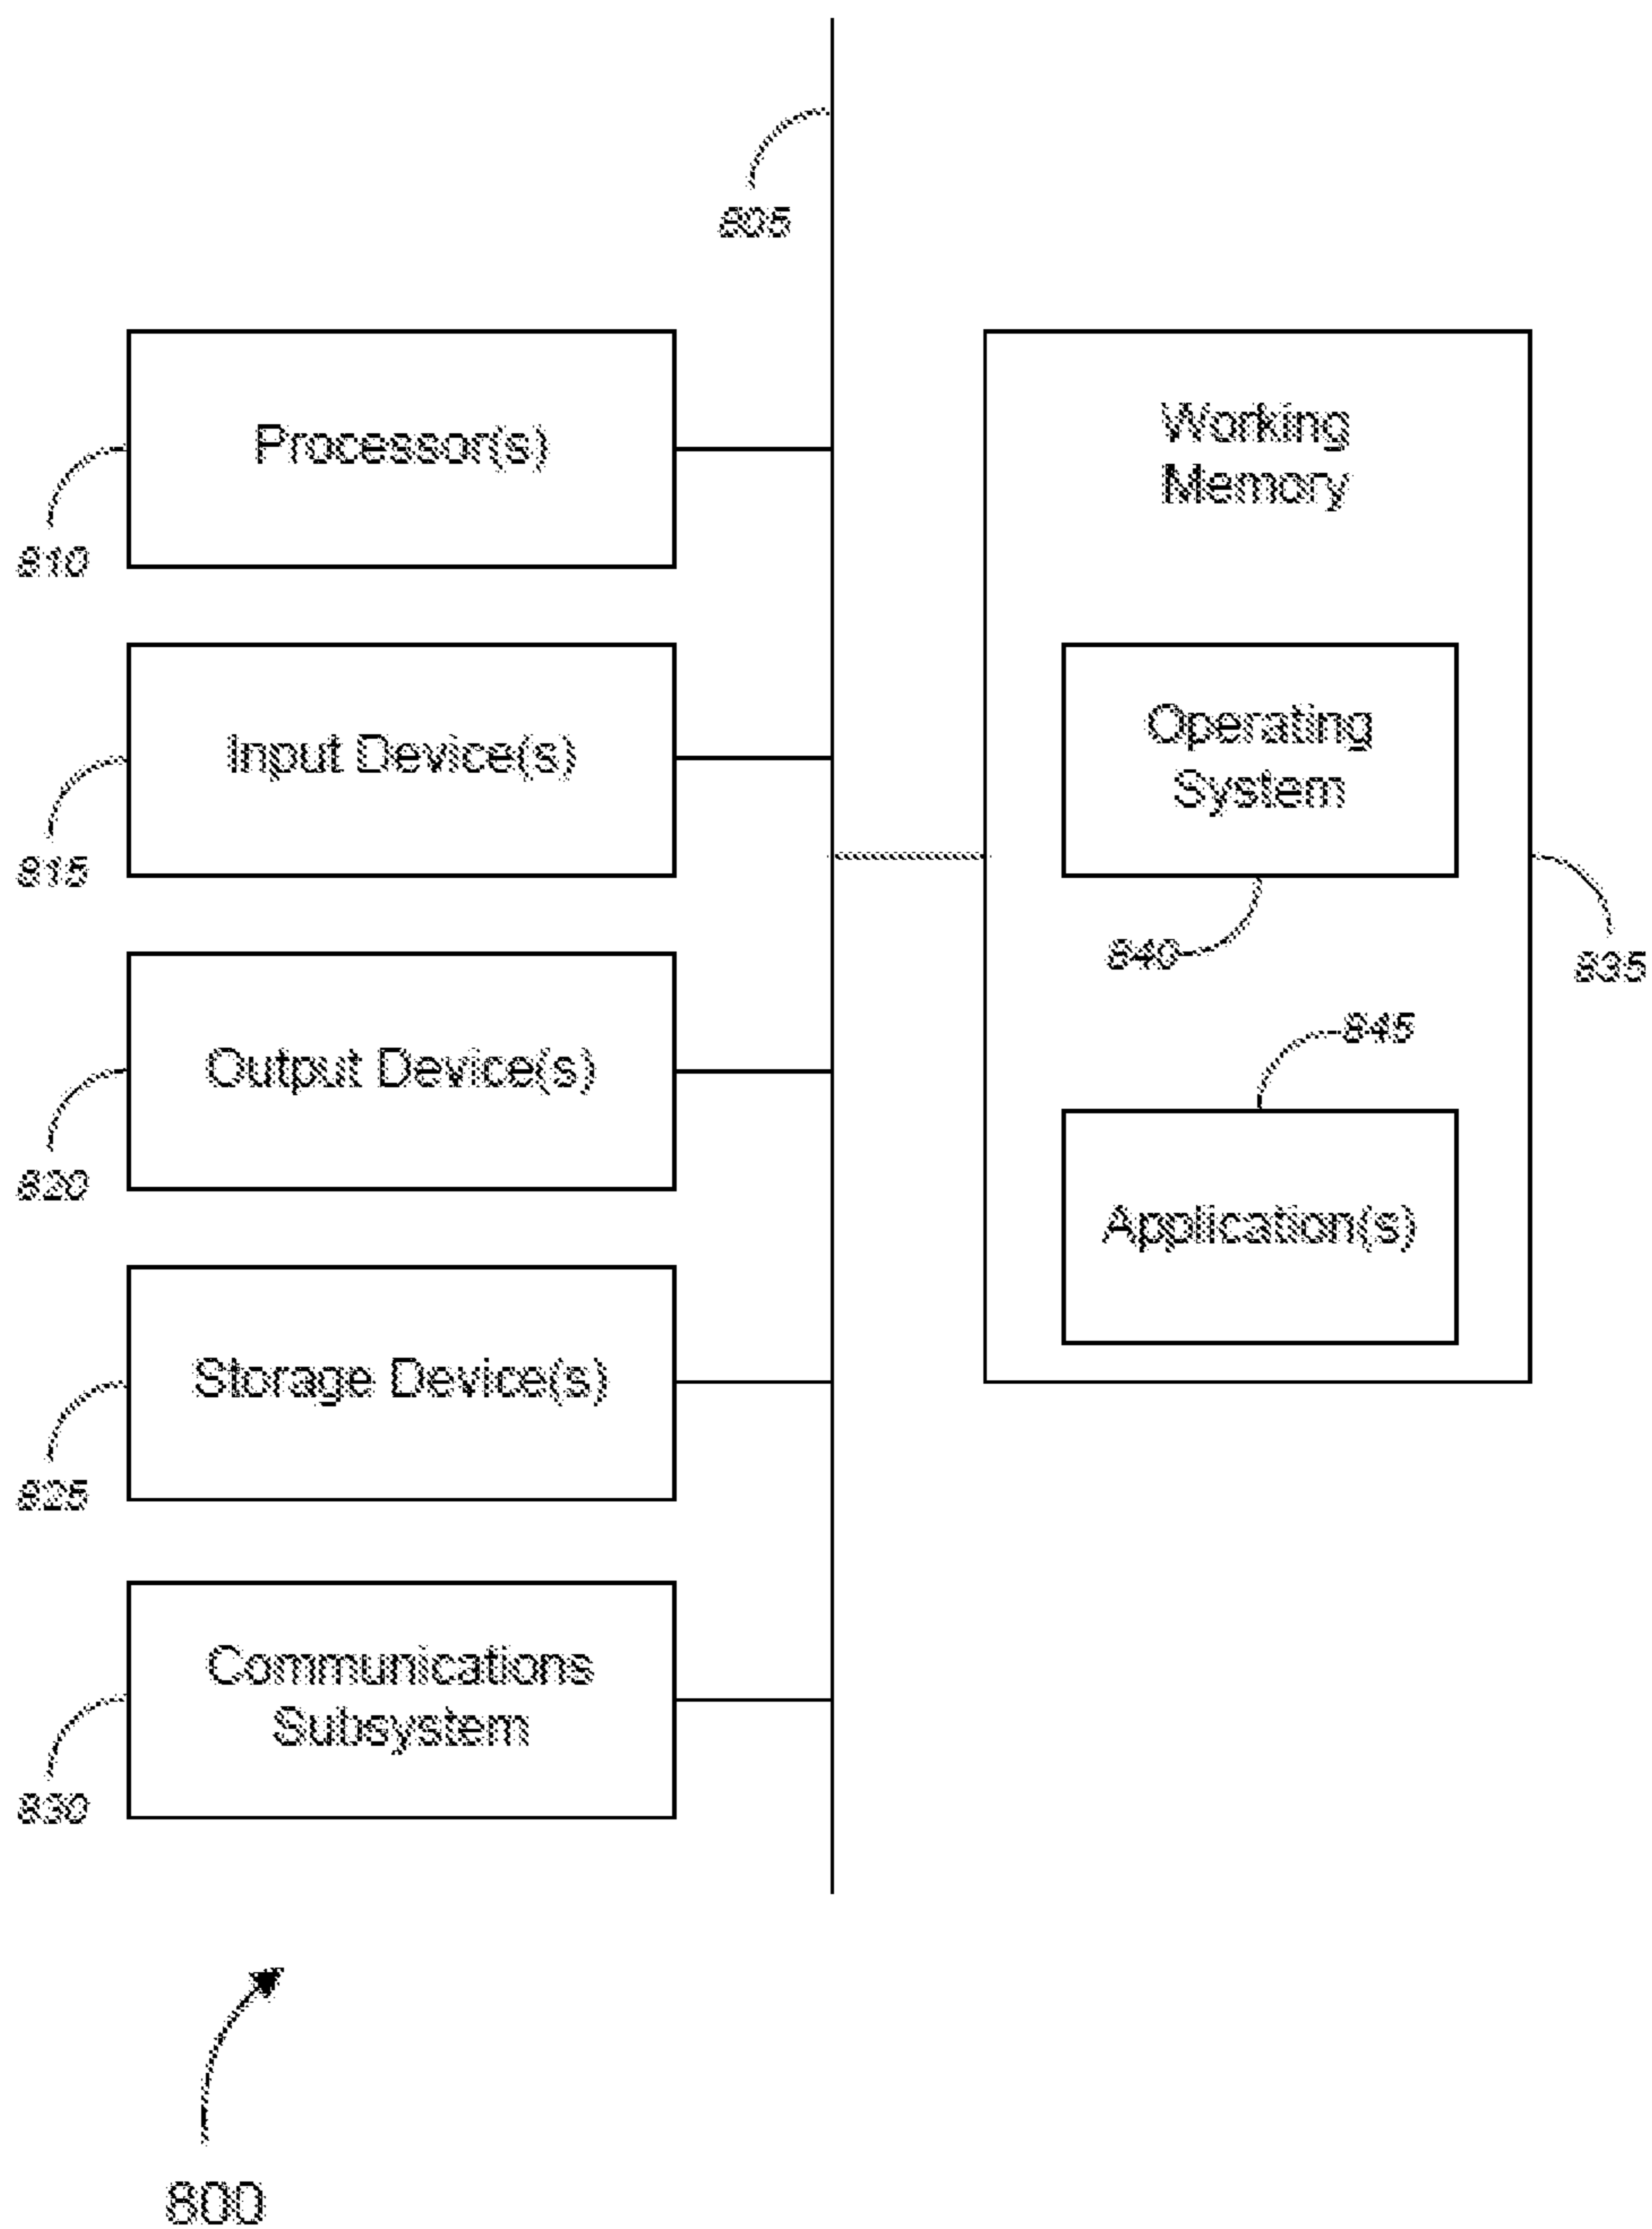 805
Processor(s)
810
Input Device(s)
815
Output Device(s)
820
Storage Device(s)
825
Communications
Subsystem
830
Working
Memory
Operating
System
840
835
845
Application(s)
800